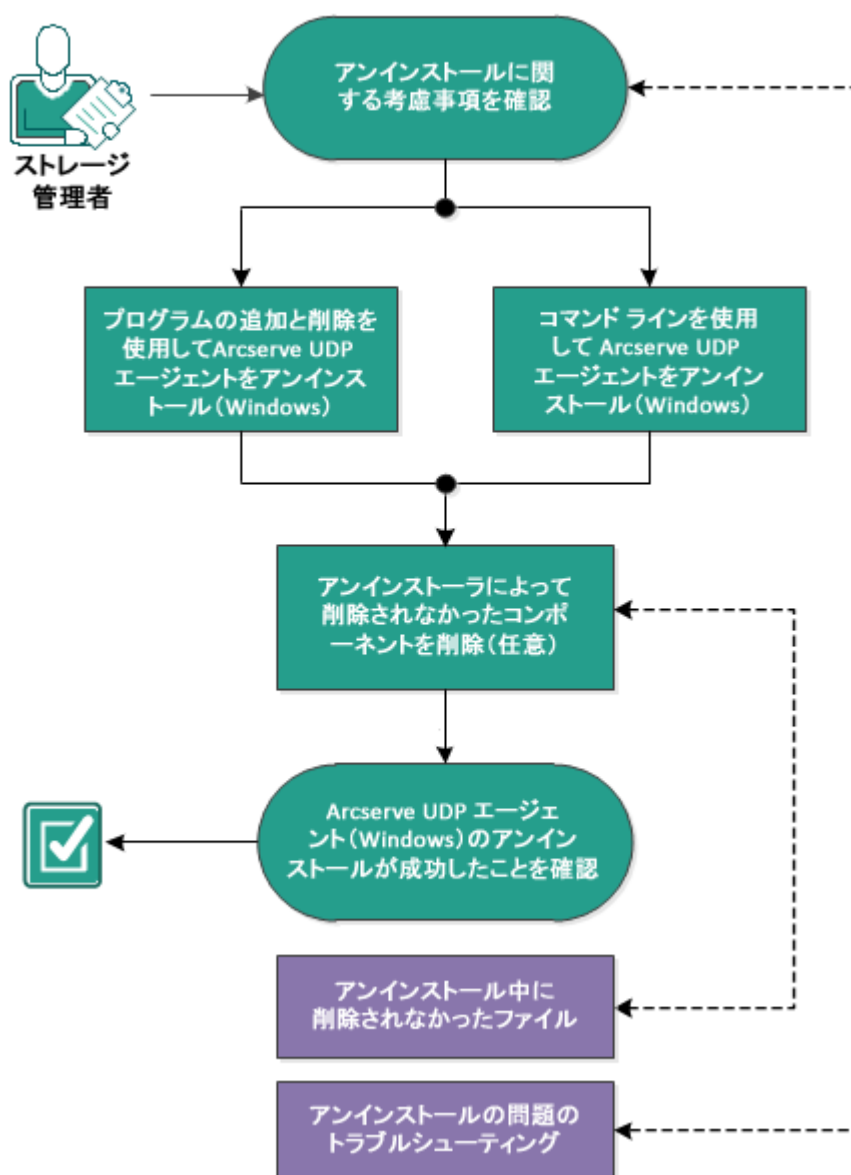 ストレージ
管理者
アンインストールに関
する考慮事項を確認
プログラムの追加と削除を
使用してArcserve UDP
エージェントをアンインス
トール(Windows)
コマンド ラインを使用
して Arcserve UDP
エージェントをアンイン
ストール(Windows)
アンインストーラによって
削除されなかったコンポ
ーネントを削除(任意)
Arcserve UDP エージェ
ント(Windows)のアンイン
ストールが成功したことを確認
アンインストール中に
削除されなかったファイル
アンインストールの問題の
トラブルシューティング